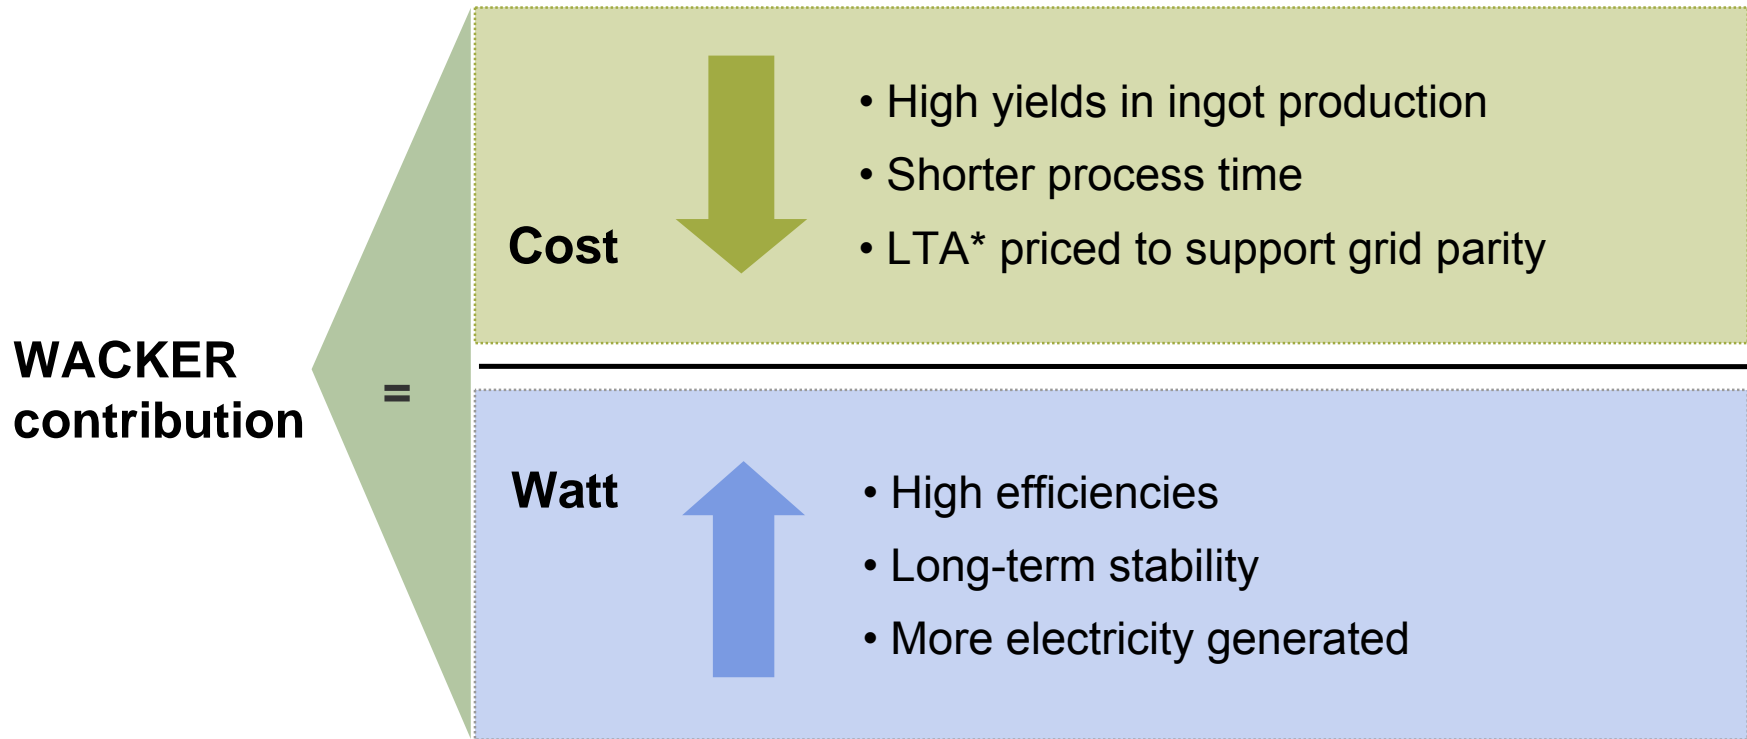 WACKER
contribution
=
Cost
• High yields in ingot production
• Shorter process time
• LTA* priced to support grid parity
Watt
• High efficiencies
• Long-term stability
• More electricity generated